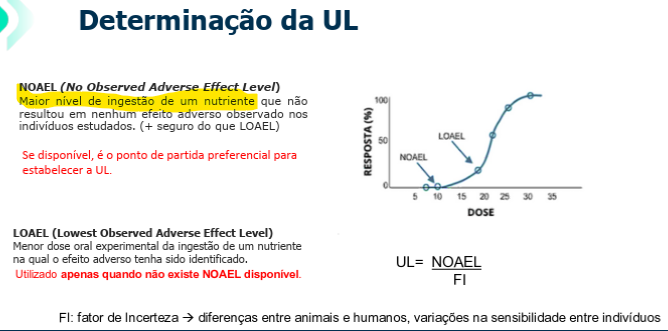 Determinação da UL
NOAEL (No Observed Adverse Effect Level)
Maior nível de ingestão de um nutriente que não
resultou em nenhum efeito adverso observado nos
indivíduos estudados. (+ seguro do que LOAEL)
Se disponível, é o ponto de partida preferencial para
estabelecer a UL.
LOAEL (Lowest Observed Adverse Effect Level)
Menor dose oral experimental da ingestão de um nutriente
na qual o efeito adverso tenha sido identificado.
Utilizado apenas quando não existe NOAEL disponível.
RESPOSTA (%)
100
50
0
NOAEL
LOAEL
5 10 15 20 25 30 35
DOSE
UL= NOAEL
FI
FI: fator de Incerteza → diferenças entre animais e humanos, variações na sensibilidade entre indivíduos